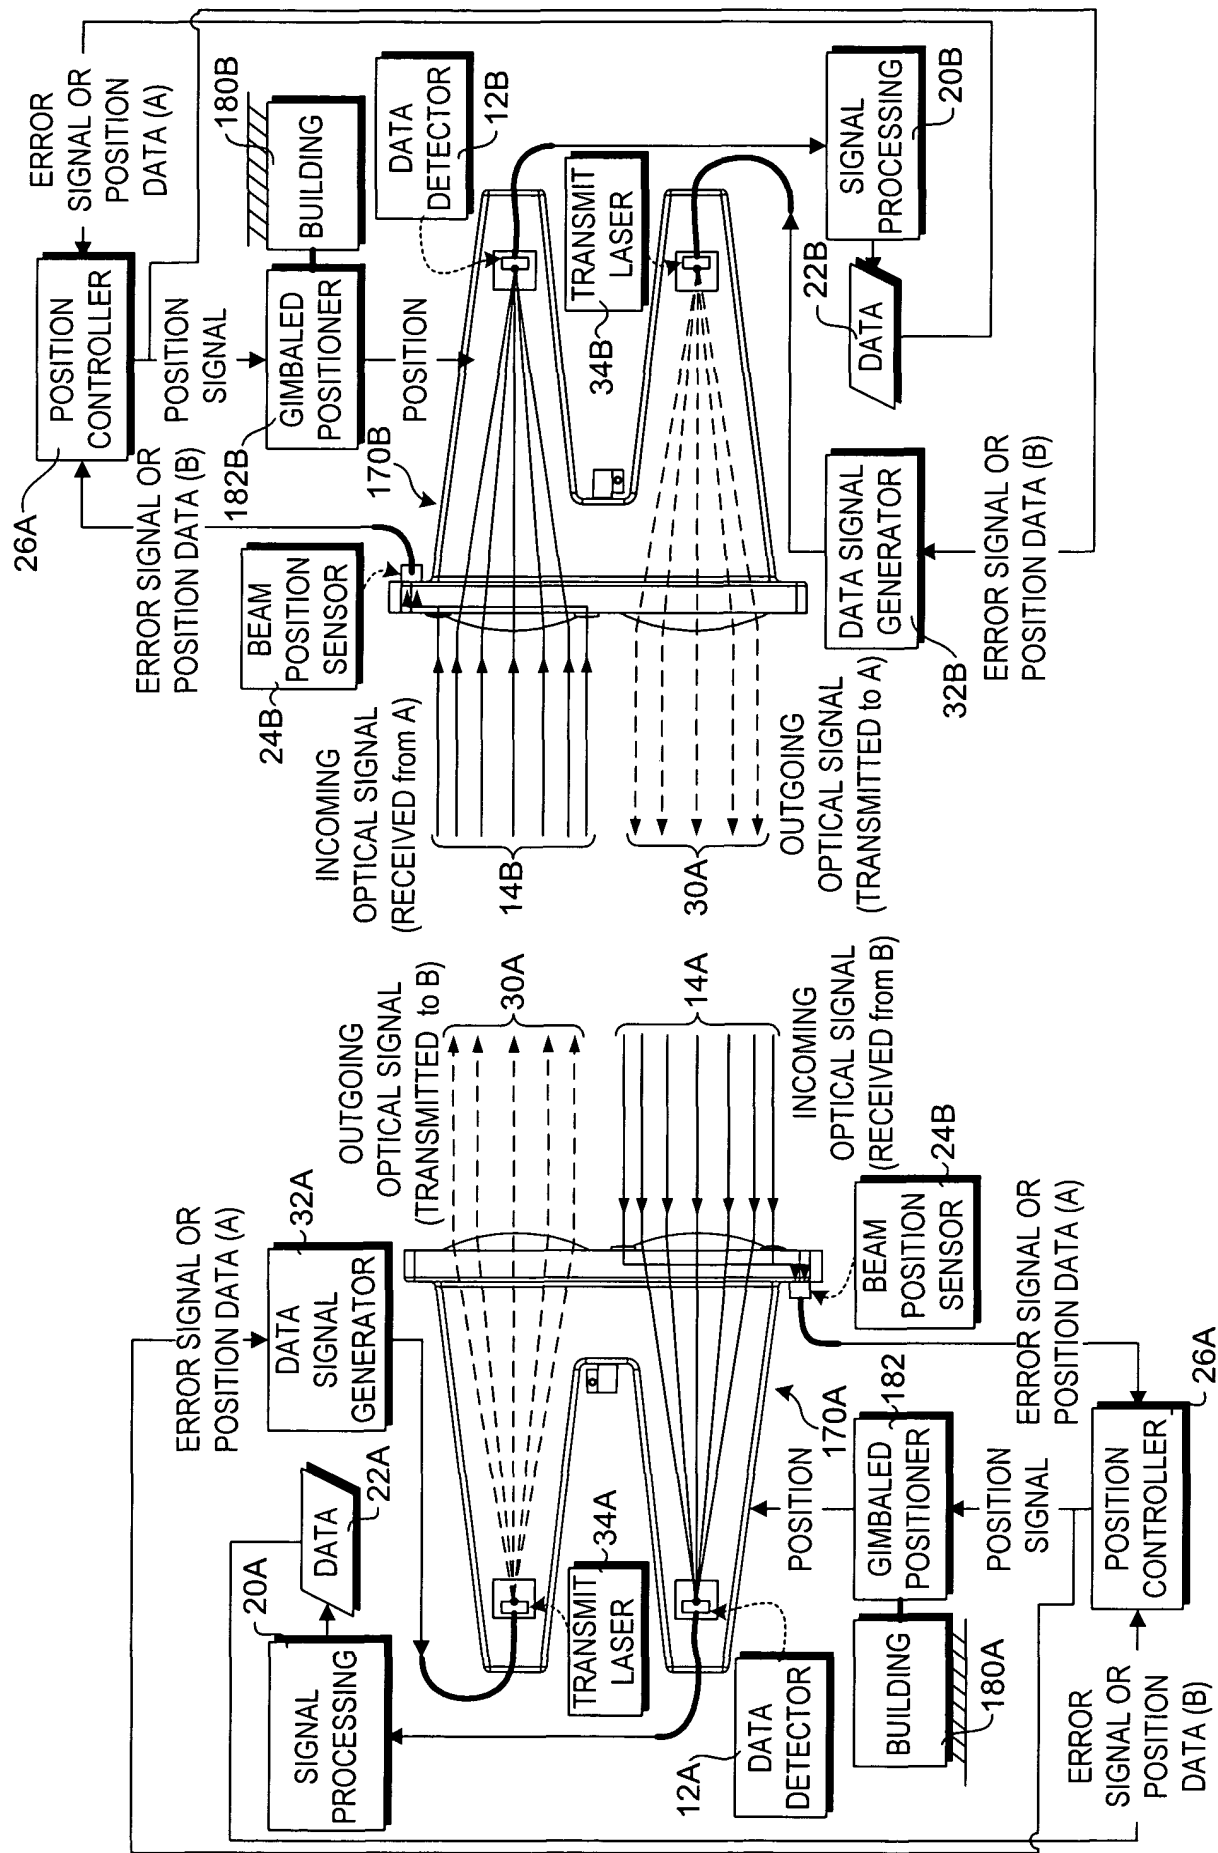 ERROR SIGNAL OR
POSITION DATA (A)
32A
DATA
SIGNAL
GENERATOR
20A
SIGNAL
PROCESSING
DATA
22A
OUTGOING
OPTICAL SIGNAL
(TRANSMITTED to B)
30A
TRANSMIT
LASER
34A
14A
INCOMING
OPTICAL SIGNAL
(RECEIVED from B)
12A
DATA
DETECTOR
170A
BEAM
POSITION
SENSOR
24B
BUILDING
180A
GIMBALED
POSITIONER
182
POSITION
POSITION
SIGNAL
ERROR SIGNAL OR
POSITION DATA (A)
POSITION
CONTROLLER
26A
ERROR
SIGNAL OR
POSITION
DATA (B)
26A
POSITION
CONTROLLER
ERROR
SIGNAL OR
POSITION
DATA (A)
ERROR SIGNAL OR
POSITION DATA (B)
POSITION
SIGNAL
182B
GIMBALED
POSITIONER
BUILDING
180B
POSITION
24B
BEAM
POSITION
SENSOR
170B
DATA
DETECTOR
12B
INCOMING
OPTICAL SIGNAL
(RECEIVED from A)
14B
TRANSMIT
LASER
34B
30A
OUTGOING
OPTICAL SIGNAL
(TRANSMITTED to A)
SIGNAL
PROCESSING
20B
22B
DATA
DATA SIGNAL
GENERATOR
32B
ERROR SIGNAL OR
POSITION DATA (B)